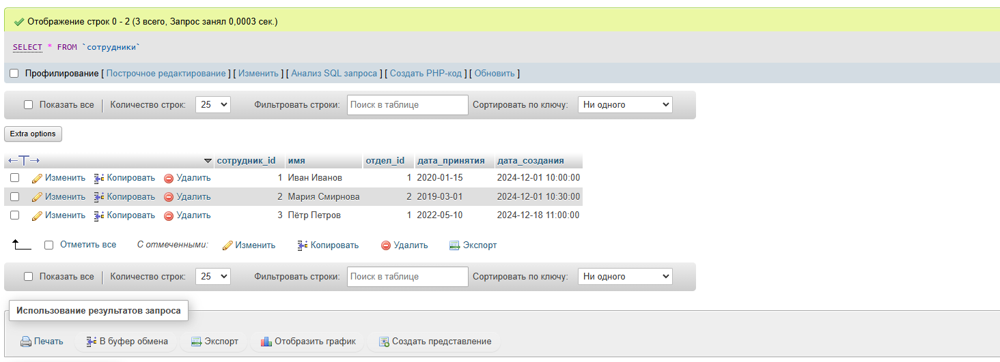 Отображение строк 0 - 2 (3 всего, Запрос занял 0,0003 сек.)
SELECT * FROM `сотрудники`
Профилирование [ Построчное редактирование ] [ Изменить ] [ Анализ SQL запроса ] [ Создать PHP-код ] [ Обновить ]
Показать все | Количество строк: 25 Фильтровать строки: Поиск в таблице Сортировать по ключу: Ни одного
Extra options
←T→ сотрудник_id имя отдел_id дата_принятия дата_создания
Изменить Копировать Удалить 1 Иван Иванов 1 2020-01-15 2024-12-01 10:00:00
Изменить Копировать Удалить 2 Мария Смирнова 2 2019-03-01 2024-12-01 10:30:00
Изменить Копировать Удалить 3 Пётр Петров 1 2022-05-10 2024-12-18 11:00:00
Отметить все С отмеченными: Изменить Копировать Удалить Экспорт
Показать все | Количество строк: 25 Фильтровать строки: Поиск в таблице Сортировать по ключу: Ни одного
Использование результатов запроса
Печать В буфер обмена Экспорт Отобразить график Создать представление